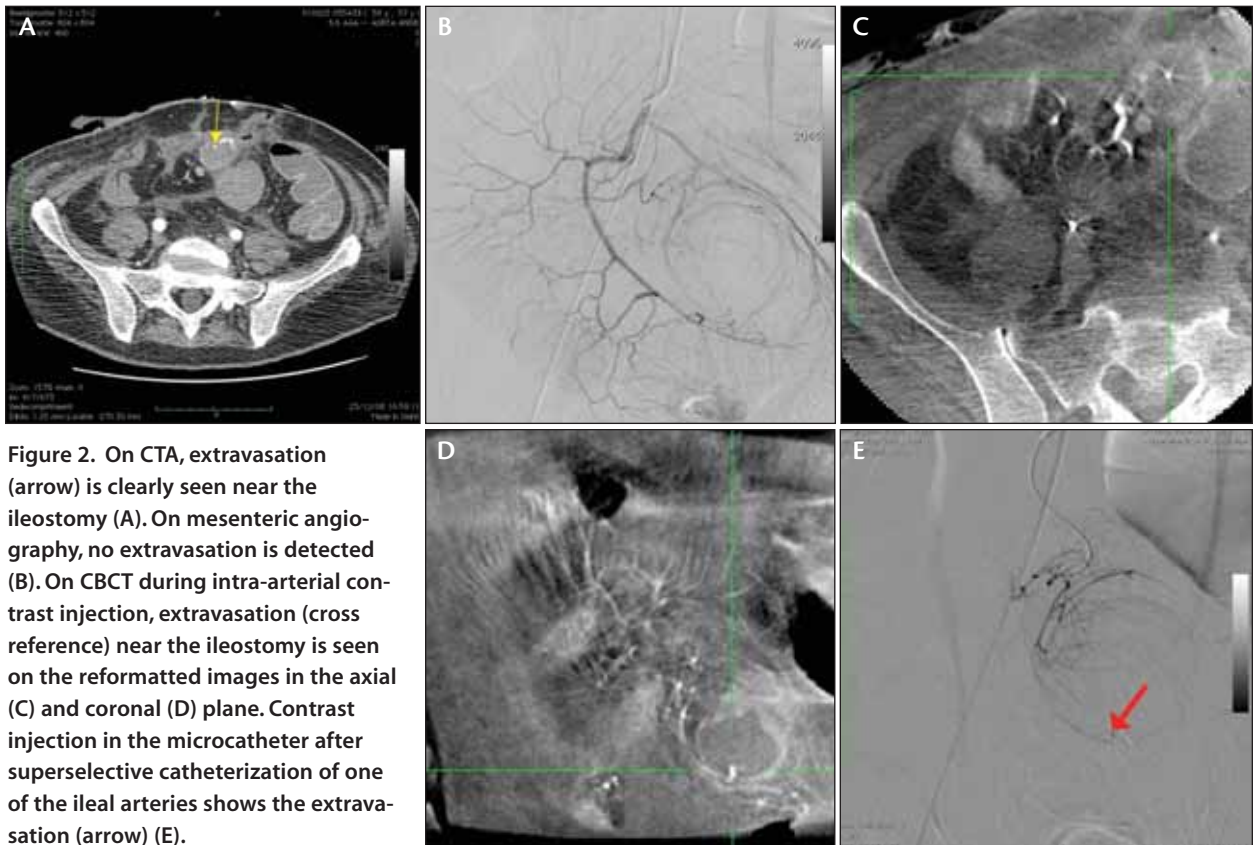 A
B
4095
C
D
E
Figure 2. On CTA, extravasation
(arrow) is clearly seen near the
ileostomy (A). On mesenteric angio-
graphy, no extravasation is detected
(B). On CBCT during intra-arterial con-
trast injection, extravasation (cross
reference) near the ileostomy is seen
on the reformatted images in the axial
(C) and coronal (D) plane. Contrast
injection in the microcatheter after
superselective catheterization of one
of the ileal arteries shows the extrava-
sation (arrow) (E).